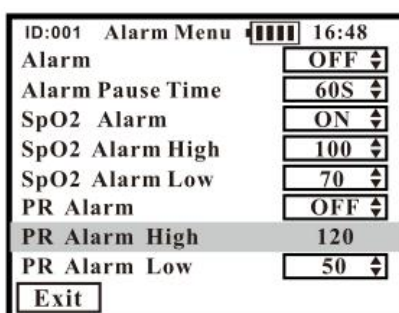 ID:001 Alarm Menu 16:48
Alarm OFF
Alarm Pause Time 60S
SpO2 Alarm ON
SpO2 Alarm High 100
SpO2 Alarm Low 70
PR Alarm OFF
PR Alarm High 120
PR Alarm Low 50
Exit